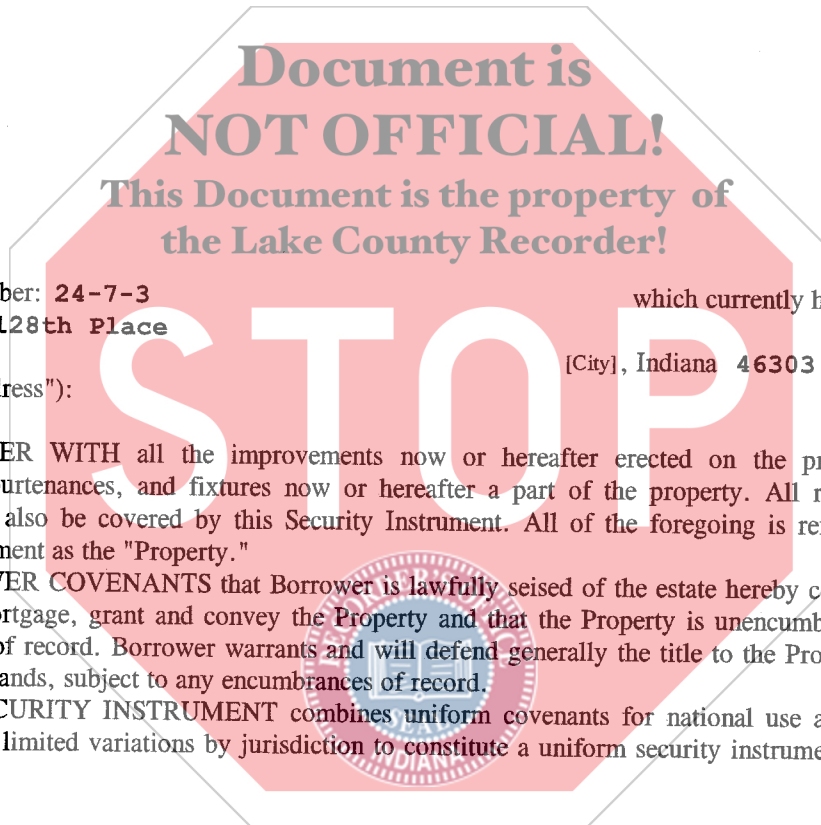 Document is
NOT OFFICIAL!
This Document is the property of
the Lake County Recorder!
ber: 24-7-3 which currently h
128th Place
[City], Indiana 46303
ress"):
STOP
ER WITH all the improvements now or hereafter erected on the pr
urtenances, and fixtures now or hereafter a part of the property. All r
also be covered by this Security Instrument. All of the foregoing is re
ment as the "Property."
VER COVENANTS that Borrower is lawfully seised of the estate hereby c
ortgage, grant and convey the Property and that the Property is unencumb
of record. Borrower warrants and will defend generally the title to the Pro
ands, subject to any encumbrances of record.
CURITY INSTRUMENT combines uniform covenants for national use a
limited variations by jurisdiction to constitute a uniform security instrume
RECORDER'S OFFICE
SEAL
INDIANA